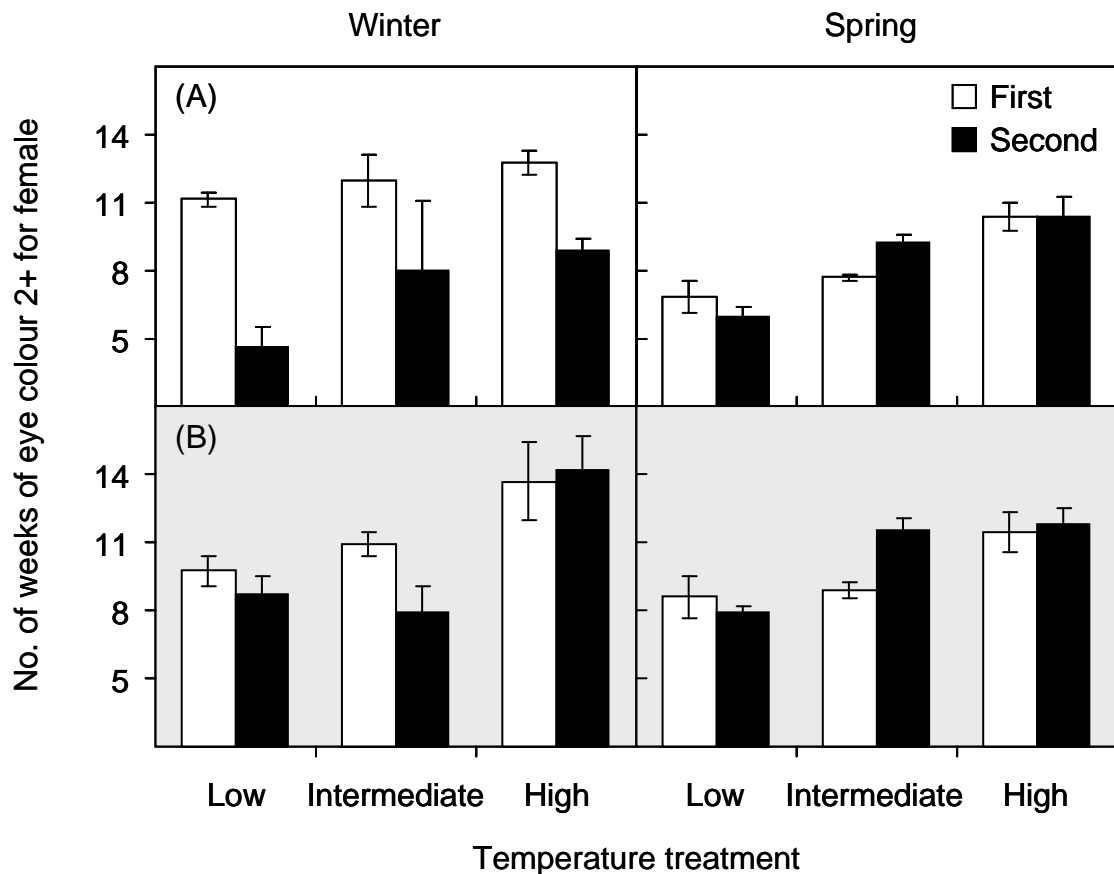 Winter Spring
(A)
First
Second
14
11
8
5
(B)
14
11
8
5
No. of weeks of eye colour 2+ for female
Low Intermediate High Low Intermediate High
Temperature treatment